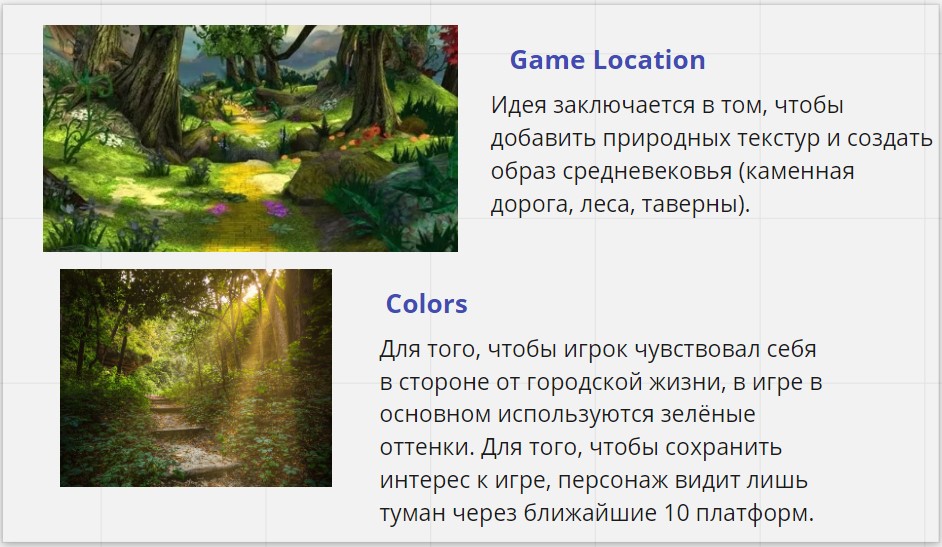 Game Location
Идея заключается в том, чтобы
добавить природных текстур и создать
образ средневековья (каменная
дорога, леса, таверны).
Colors
Для того, чтобы игрок чувствовал себя
в стороне от городской жизни, в игре в
основном используются зелёные
оттенки. Для того, чтобы сохранить
интерес к игре, персонаж видит лишь
туман через ближайшие 10 платформ.